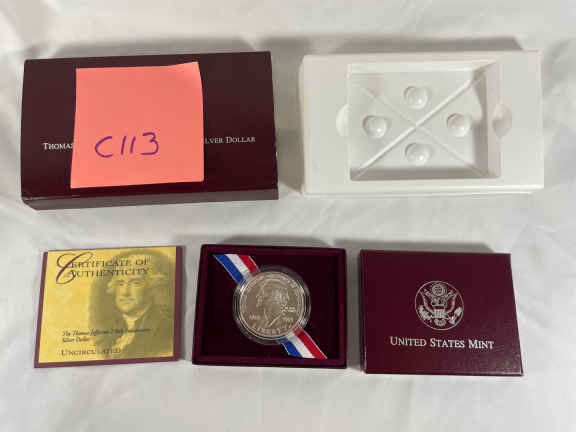 THOMAS
SILVER DOLLAR
C113
CERTIFICATE OF
AUTHENTICITY
The Thomas Jefferson 250th Anniversary
Silver Dollar
UNCIRCULATED
LIBERTY
UNITED STATES MINT